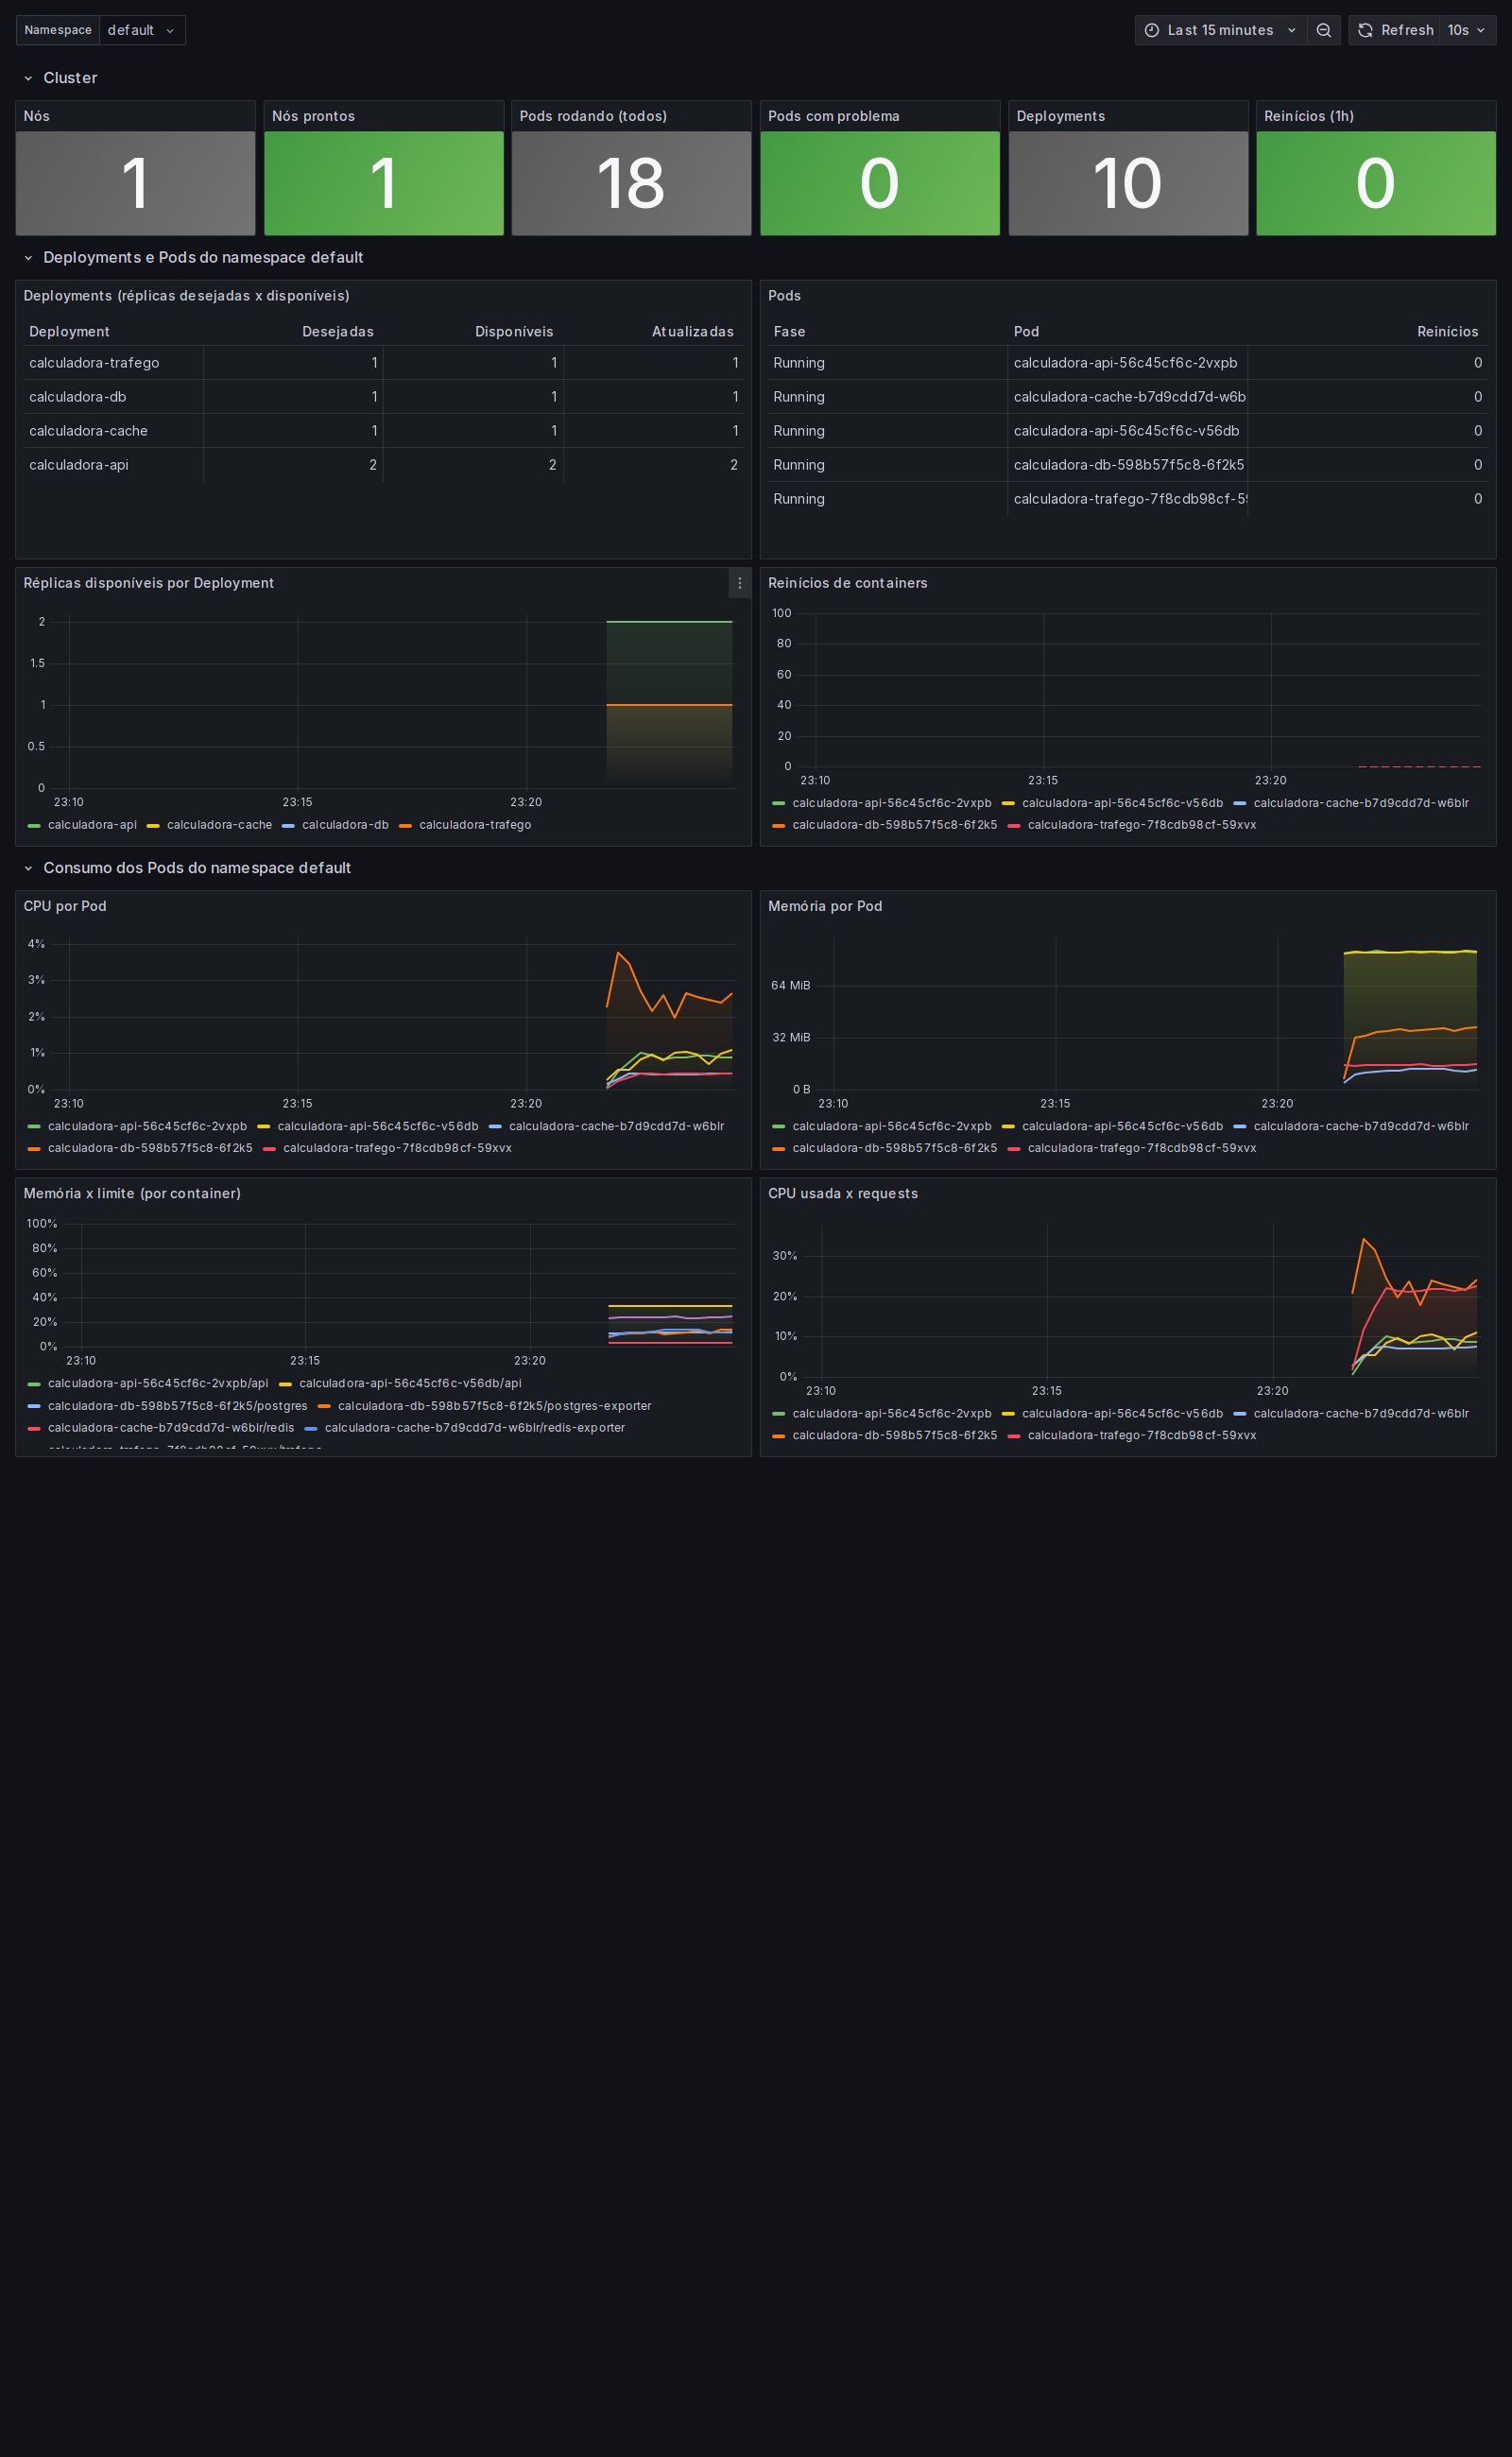 Namespace default Last 15 minutes Refresh 10s
Cluster
Nós Nós prontos Pods rodando (todos) Pods com problema Deployments Reinícios (1h)
1 1 18 0 10 0
Deployments e Pods do namespace default
Deployments (réplicas desejadas x disponíveis)
Deployment Desejadas Disponíveis Atualizadas
calculadora-trafego 1 1 1
calculadora-db 1 1 1
calculadora-cache 1 1 1
calculadora-api 2 2 2
Pods
Fase Pod Reinícios
Running calculadora-api-56c45cf6c-2vxpb 0
Running calculadora-cache-b7d9cdd7d-w6b 0
Running calculadora-api-56c45cf6c-v56db 0
Running calculadora-db-598b57f5c8-6f2k5 0
Running calculadora-trafego-7f8cdb98cf-59 0
Réplicas disponíveis por Deployment
2
1.5
1
0.5
0
23:10 23:15 23:20
calculadora-api calculadora-cache calculadora-db calculadora-trafego
Reinícios de containers
100
80
60
40
20
0
23:10 23:15 23:20
calculadora-api-56c45cf6c-2vxpb calculadora-api-56c45cf6c-v56db calculadora-cache-b7d9cdd7d-w6blr
calculadora-db-598b57f5c8-6f2k5 calculadora-trafego-7f8cdb98cf-59xvx
Consumo dos Pods do namespace default
CPU por Pod
4%
3%
2%
1%
0%
23:10 23:15 23:20
calculadora-api-56c45cf6c-2vxpb calculadora-api-56c45cf6c-v56db calculadora-cache-b7d9cdd7d-w6blr
calculadora-db-598b57f5c8-6f2k5 calculadora-trafego-7f8cdb98cf-59xvx
Memória por Pod
64 MiB
32 MiB
0 B
23:10 23:15 23:20
calculadora-api-56c45cf6c-2vxpb calculadora-api-56c45cf6c-v56db calculadora-cache-b7d9cdd7d-w6blr
calculadora-db-598b57f5c8-6f2k5 calculadora-trafego-7f8cdb98cf-59xvx
Memória x limite (por container)
100%
80%
60%
40%
20%
0%
23:10 23:15 23:20
calculadora-api-56c45cf6c-2vxpb/api calculadora-api-56c45cf6c-v56db/api
calculadora-db-598b57f5c8-6f2k5/postgres calculadora-db-598b57f5c8-6f2k5/postgres-exporter
calculadora-cache-b7d9cdd7d-w6blr/redis calculadora-cache-b7d9cdd7d-w6blr/redis-exporter
CPU usada x requests
30%
20%
10%
0%
23:10 23:15 23:20
calculadora-api-56c45cf6c-2vxpb calculadora-api-56c45cf6c-v56db calculadora-cache-b7d9cdd7d-w6blr
calculadora-db-598b57f5c8-6f2k5 calculadora-trafego-7f8cdb98cf-59xvx